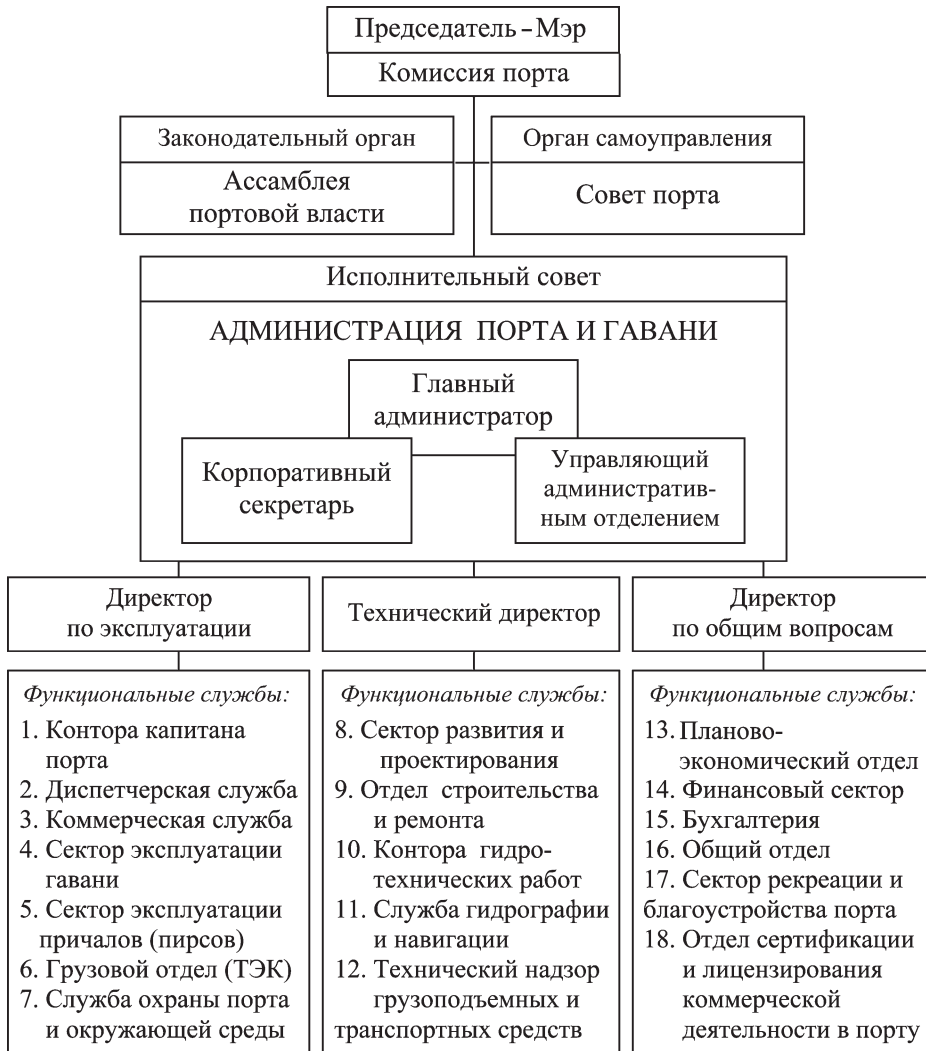 Председатель – Мэр
Комиссия порта
Законодательный орган
Ассамблея
портовой власти
Орган самоуправления
Совет порта
Исполнительный совет
АДМИНИСТРАЦИЯ ПОРТА И ГАВАНИ
Главный
администратор
Корпоративный
секретарь
Управляющий
административ-
ным отделением
Директор
по эксплуатации
Технический директор
Директор
по общим вопросам
Функциональные службы:
1. Контора капитана
порта
2. Диспетчерская служба
3. Коммерческая служба
4. Сектор эксплуатации
гавани
5. Сектор эксплуатации
причалов (пирсов)
6. Грузовой отдел (ТЭК)
7. Служба охраны порта
и окружающей среды
Функциональные службы:
8. Сектор развития и
проектирования
9. Отдел строительства
и ремонта
10. Контора гидро-
технических работ
11. Служба гидрографии
и навигации
12. Технический надзор
грузоподъемных и
транспортных средств
Функциональные службы:
13. Планово-
экономический отдел
14. Финансовый сектор
15. Бухгалтерия
16. Общий отдел
17. Сектор рекреации и
благоустройства порта
18. Отдел сертификации
и лицензирования
коммерческой
деятельности в порту